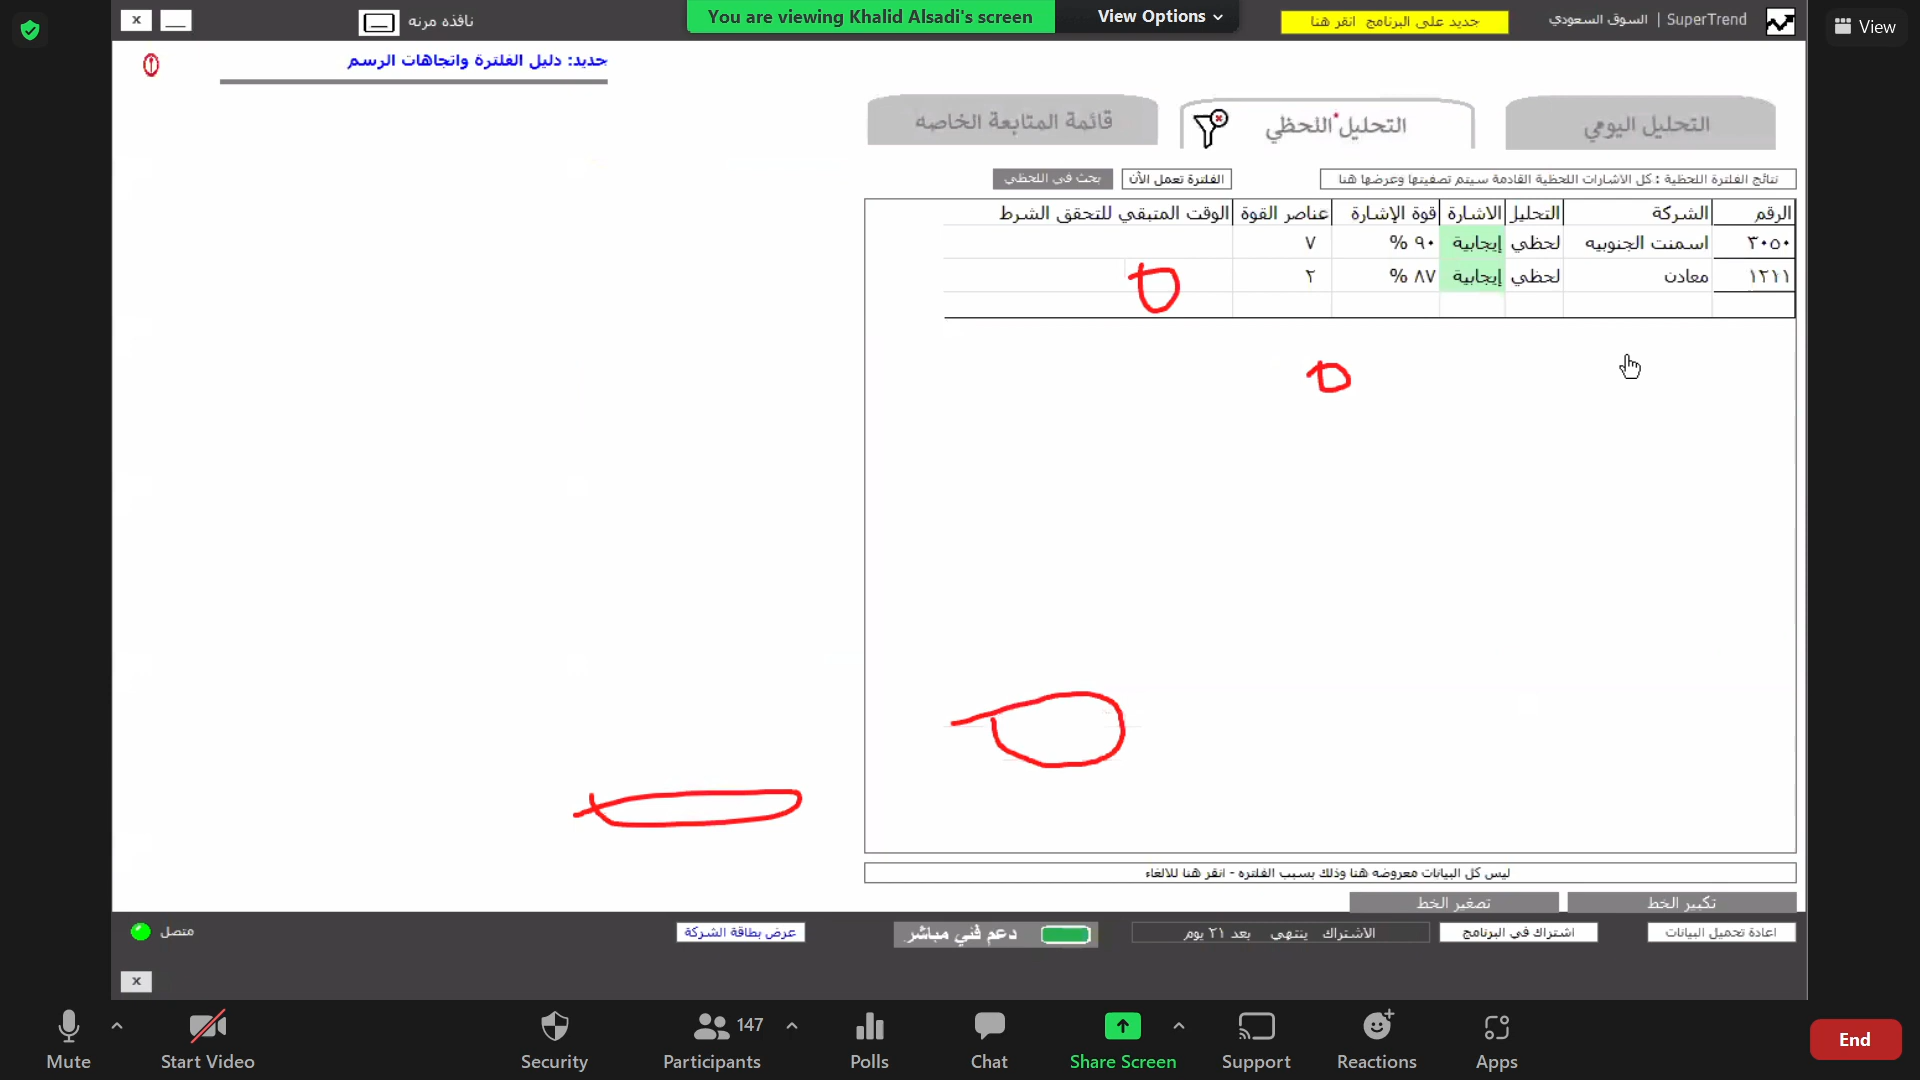 x
نافذه مرنه
You are viewing Khalid Alsadi's screen
View Options
جديد على البرنامج انقر هنا
السوق السعودي | SuperTrend
View
جديد: دليل الفلترة واتجاهات الرسم
التحليل اليومي
التحليل اللحظي
قائمة المتابعة الخاصه
نتائج الفلترة اللحظية : كل الاشارات اللحظية القادمة سيتم تصفيتها وعرضها هنا
الفلترة تعمل الأن
بحث في اللحظي
الرقم الشركة التحليل الاشارة قوة الإشارة عناصر القوة الوقت المتبقي للتحقق الشرط
٣٠٥٠ اسمنت الجنوبيه لحظي إيجابية ٩٠ % ٧
١٢١١ معادن لحظي إيجابية ٨٧ % ٢
ليس كل البيانات معروضه هنا وذلك بسبب الفلتره - انقر هنا للالغاء
تكبير الخط
تصغير الخط
اعادة تحميل البيانات
اشتراك في البرنامج
الاشتراك ينتهي بعد ٢١ يوم
دعم فني مباشر
عرض بطاقة الشركة
متصل
x
Mute
Start Video
Security
147
Participants
Polls
Chat
Share Screen
Support
Reactions
Apps
End